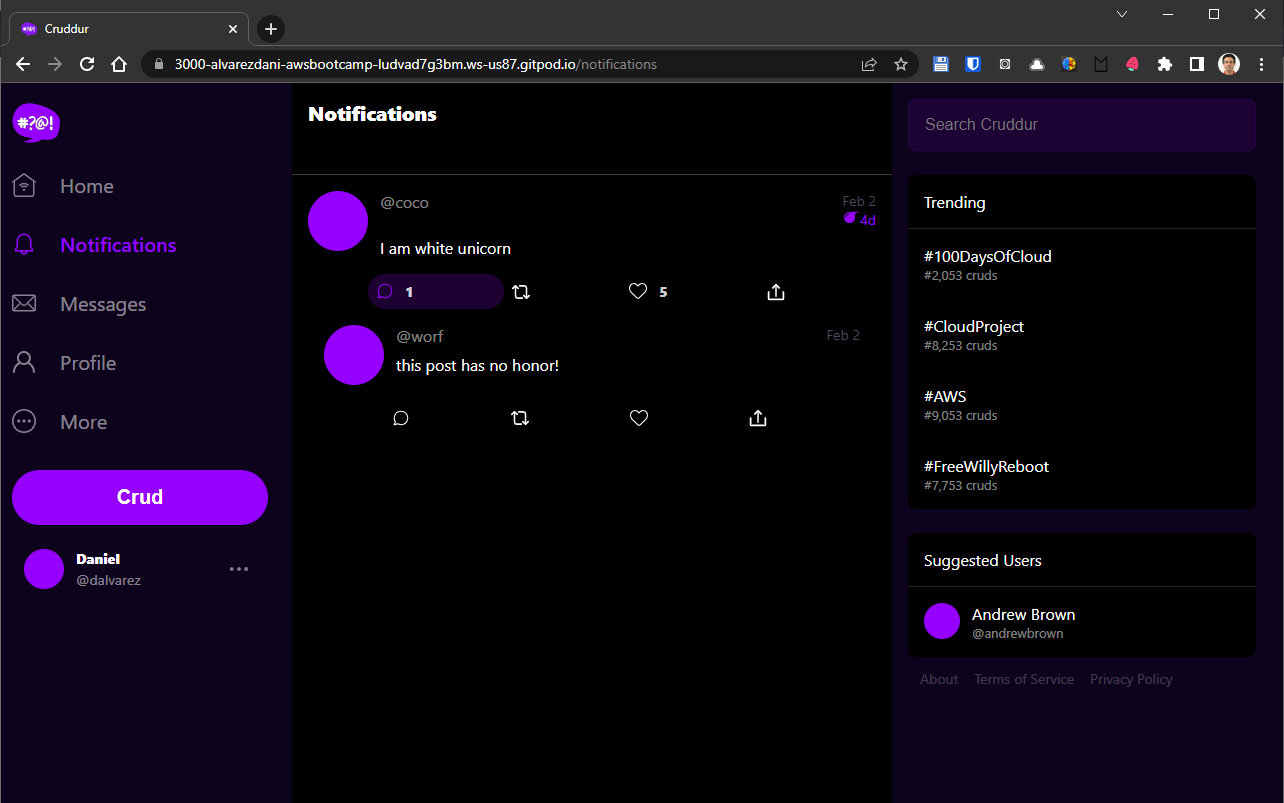 Cruddur
3000-alvarezdani-awsbootcamp-ludvad7g3bm.ws-us87.gitpod.io/notifications
#?@!
Home
Notifications
Messages
Profile
More
Crud
Daniel
@dalvarez
Notifications
@coco
Feb 2
4d
I am white unicorn
1
5
@worf
Feb 2
this post has no honor!
Search Cruddur
Trending
#100DaysOfCloud
#2,053 cruds
#CloudProject
#8,253 cruds
#AWS
#9,053 cruds
#FreeWillyReboot
#7,753 cruds
Suggested Users
Andrew Brown
@andrewbrown
About Terms of Service Privacy Policy